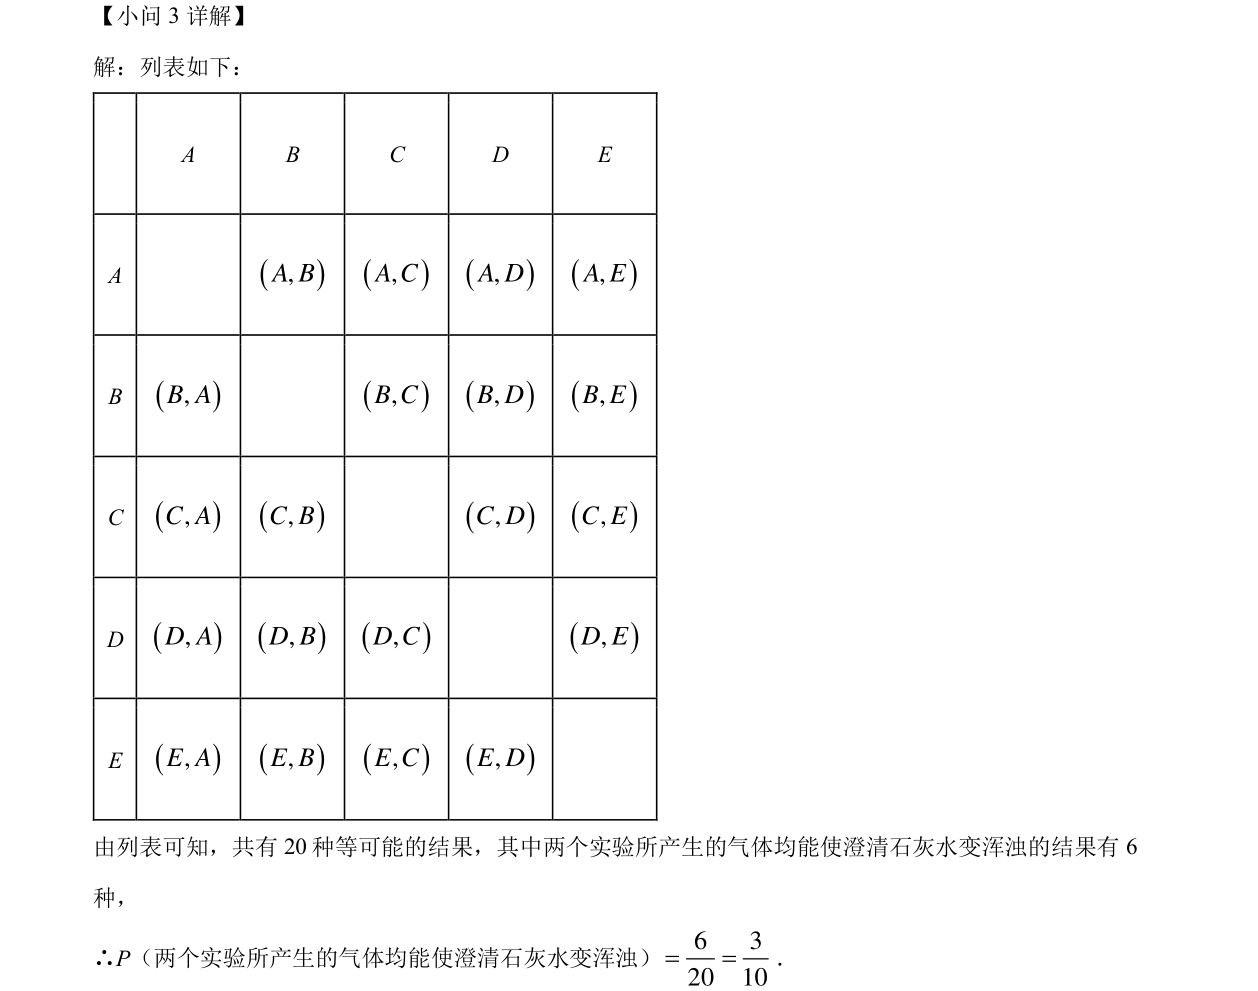 【小问 3 详解】
解：列表如下：
A B C D E
A (A,B) (A,C) (A,D) (A,E)
B (B,A) (B,C) (B,D) (B,E)
C (C,A) (C,B) (C,D) (C,E)
D (D,A) (D,B) (D,C) (D,E)
E (E,A) (E,B) (E,C) (E,D)
由列表可知，共有 20 种等可能的结果，其中两个实验所产生的气体均能使澄清石灰水变浑浊的结果有 6
种，
∴P（两个实验所产生的气体均能使澄清石灰水变浑浊）= 6/20 = 3/10 .